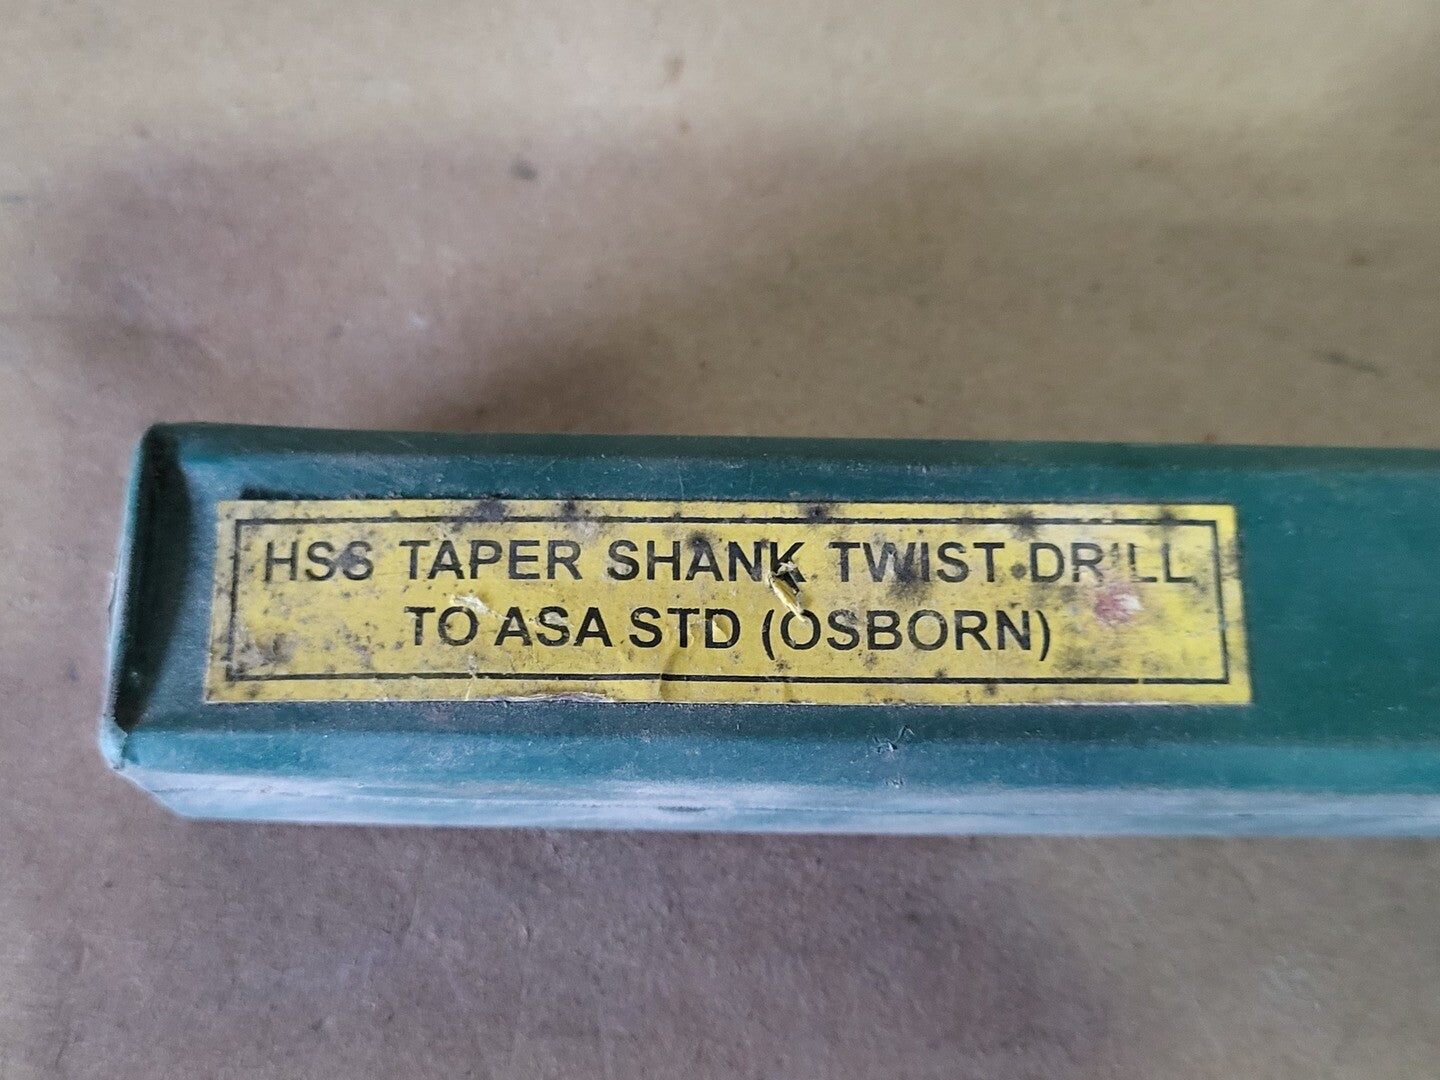 HSS TAPER SHANK TWIST DRILL
TO ASA STD (OSBORN)